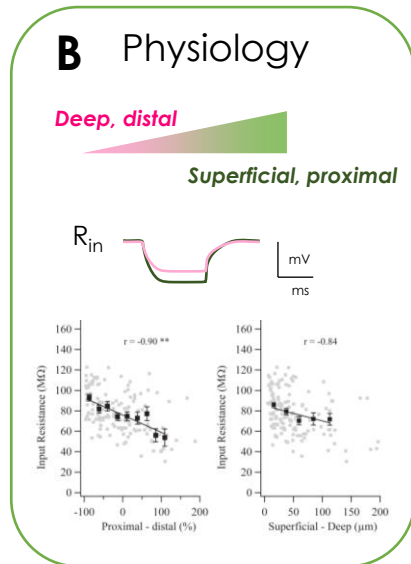 B Physiology
Deep, distal
Superficial, proximal
Rin
mV
ms
r = -0.90 **
160
140
120
100
80
60
40
20
0
Input Resistance (MΩ)
-100 0 100 200
Proximal - distal (%)
r = -0.84
160
140
120
100
80
60
40
20
0
Input Resistance (MΩ)
0 100 200
Superficial - Deep (µm)